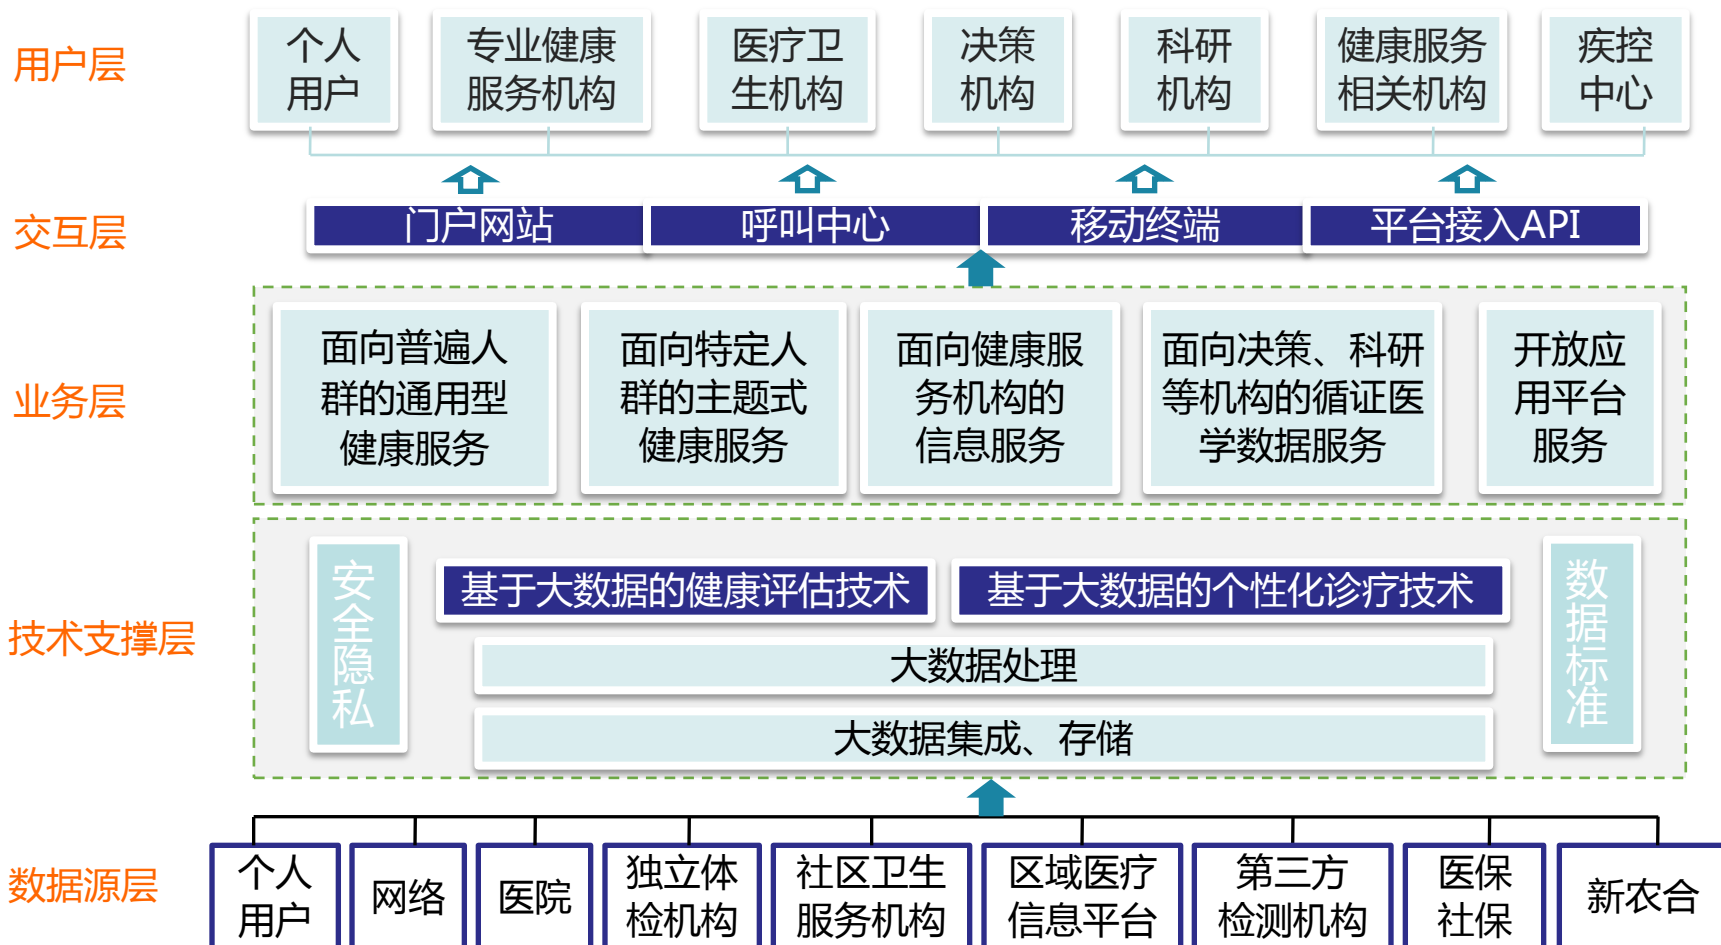 用户层
个人
用户
专业健康
服务机构
医疗卫
生机构
决策
机构
科研
机构
健康服务
相关机构
疾控
中心
交互层
门户网站
呼叫中心
移动终端
平台接入API
业务层
面向普遍人
群的通用型
健康服务
面向特定人
群的主题式
健康服务
面向健康服
务机构的
信息服务
面向决策、科研
等机构的循证医
学数据服务
开放应
用平台
服务
技术支撑层
安全隐私
基于大数据的健康评估技术
基于大数据的个性化诊疗技术
大数据处理
大数据集成、存储
数据标准
数据源层
个人
用户
网络
医院
独立体
检机构
社区卫生
服务机构
区域医疗
信息平台
第三方
检测机构
医保
社保
新农合